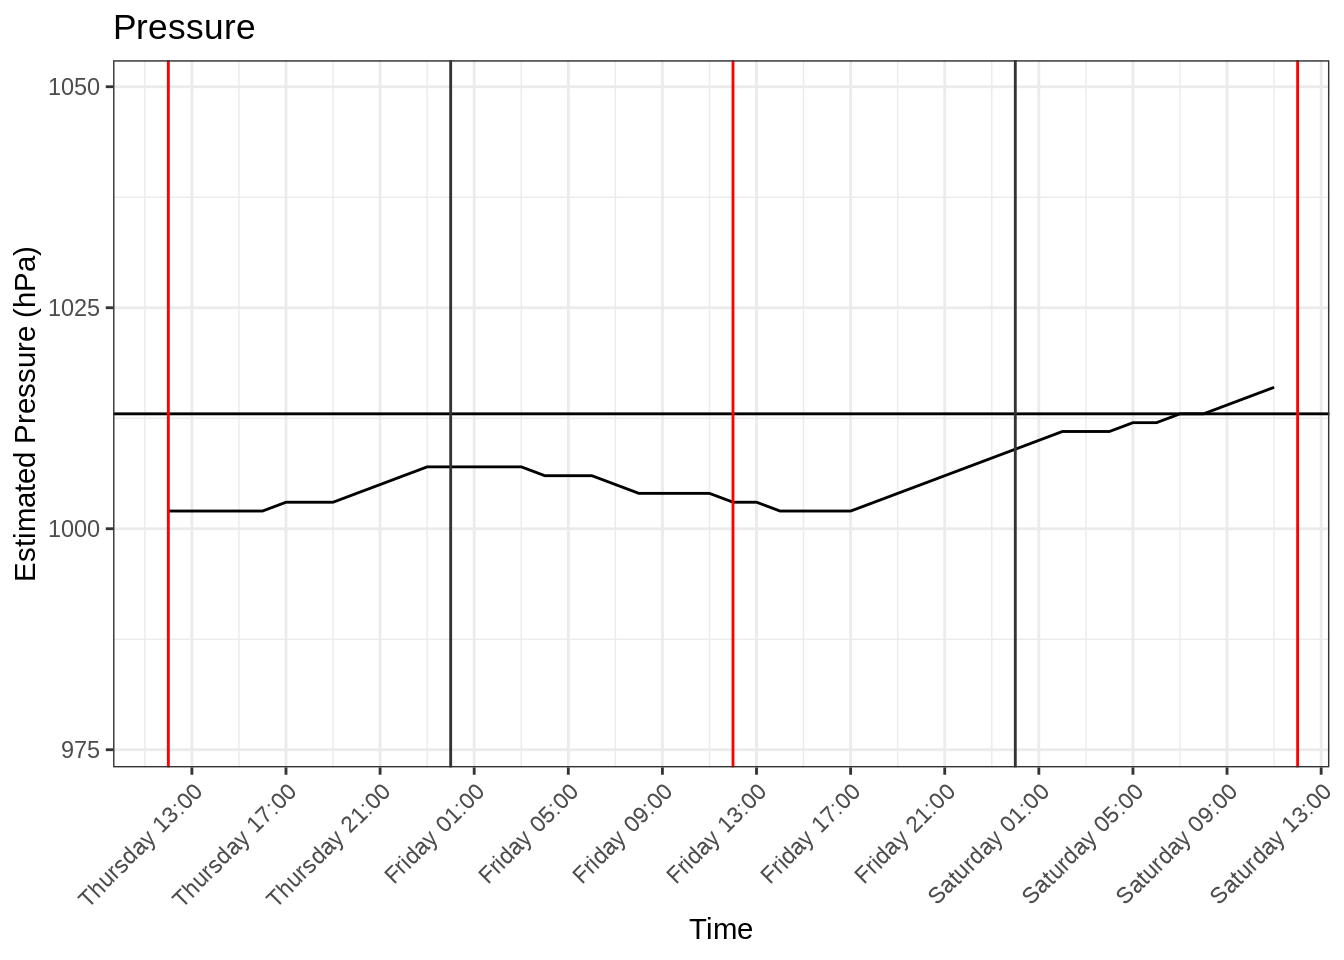 Pressure
Estimated Pressure (hPa)
1050
1025
1000
975
Thursday 13:00
Thursday 17:00
Thursday 21:00
Friday 01:00
Friday 05:00
Friday 09:00
Friday 13:00
Friday 17:00
Friday 21:00
Saturday 01:00
Saturday 05:00
Saturday 09:00
Saturday 13:00
Time